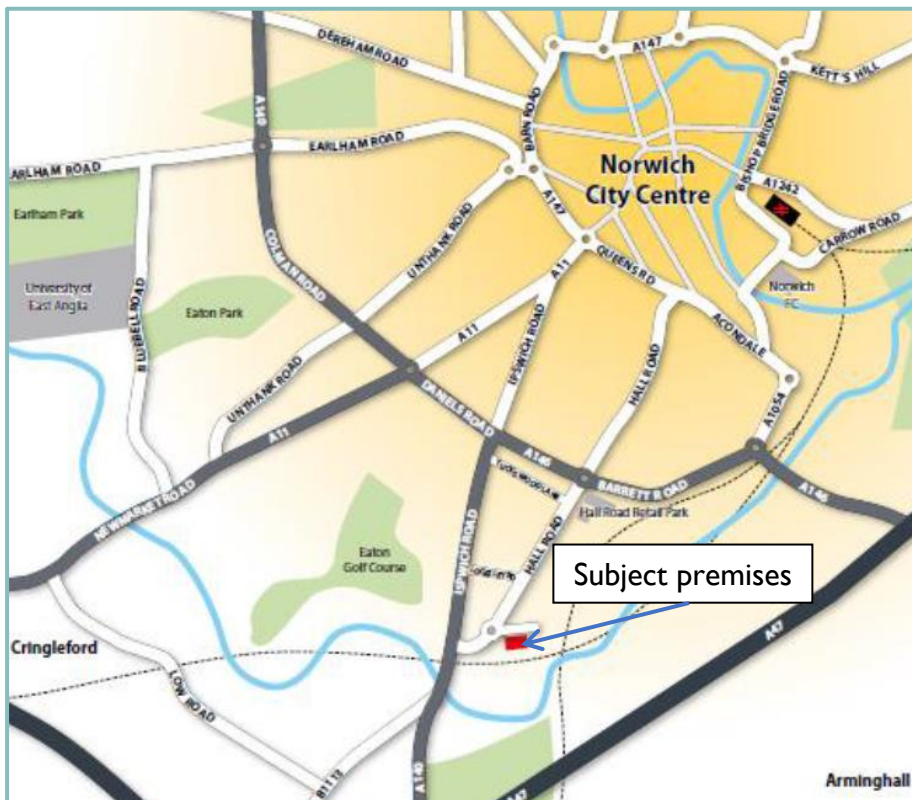 DEREHAM ROAD
A147
KETT'S HILL
A140
BARN ROAD
BISHOP BRIDGE ROAD
EARLHAM ROAD
ARLHAM ROAD
Norwich
City Centre
A1242
Earlham Park
A147
CARROW ROAD
UNTHANK ROAD
COLMAN ROAD
QUEENS RD
A11
University of
East Anglia
Norwich
FC
Eaton Park
BLUEBELL ROAD
IPSWICH ROAD
ACONDALE
A11
HALL ROAD
UNTHANK ROAD
DANIELS ROAD
A1054
A11
A146
BARRETT ROAD
A146
NEWMARKET ROAD
Hall Road Retail Park
IPSWICH ROAD
HALL ROAD
Eaton
Golf Course
Subject premises
A47
Cringleford
LOW ROAD
A140
Arminghall
A47